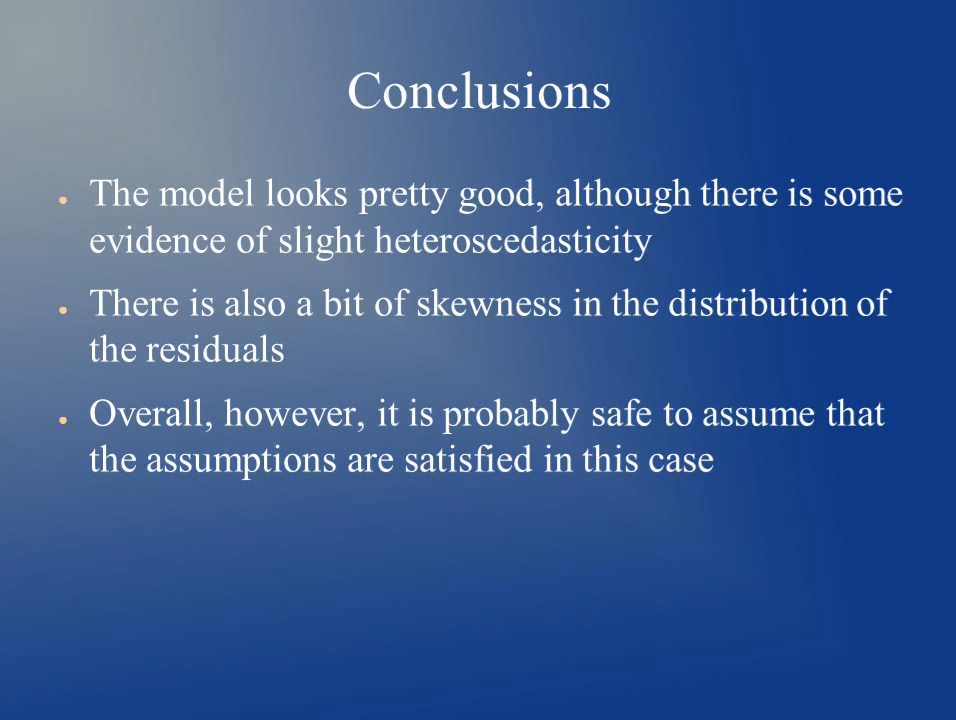 Conclusions
● The model looks pretty good, although there is some
evidence of slight heteroscedasticity
● There is also a bit of skewness in the distribution of
the residuals
● Overall, however, it is probably safe to assume that
the assumptions are satisfied in this case